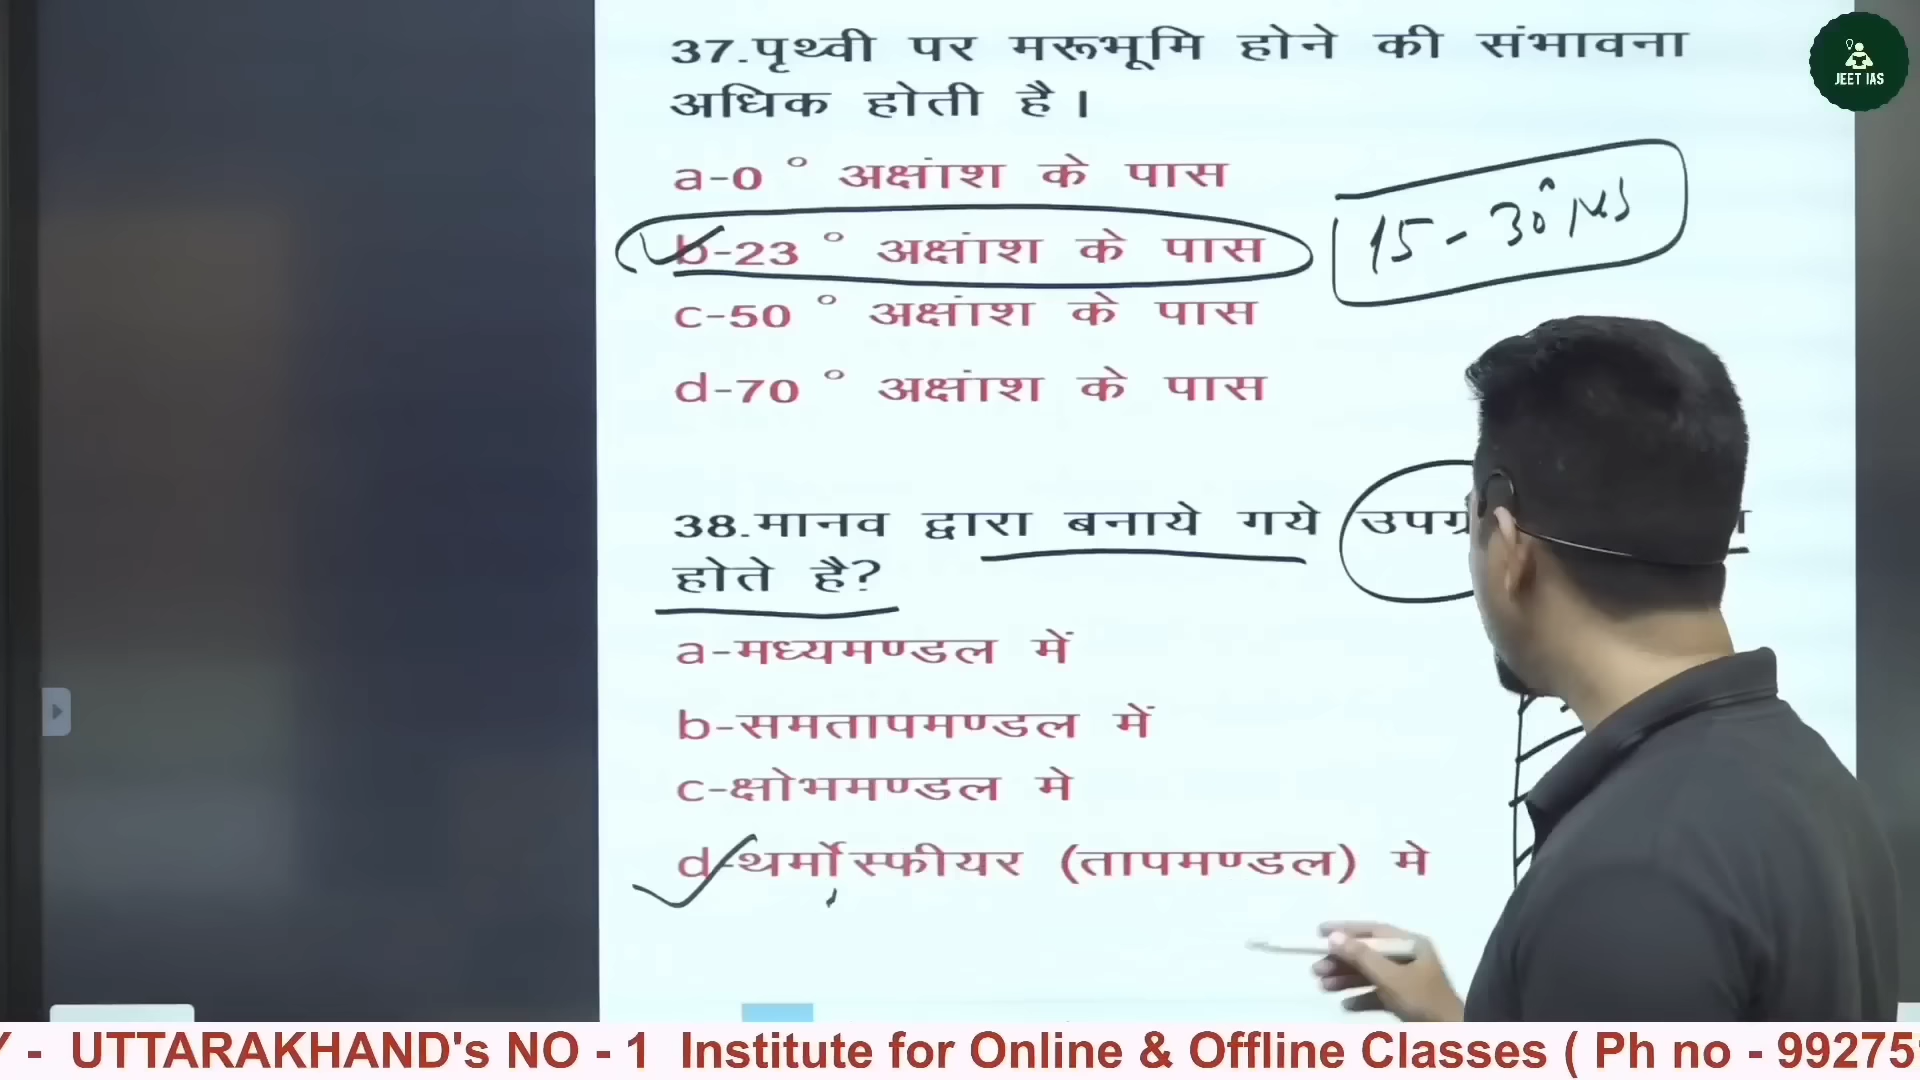 37.पृथ्वी पर मरूभूमि होने की संभावना
अधिक होती है।
a-0 ° अक्षांश के पास
b-23 ° अक्षांश के पास
c-50 ° अक्षांश के पास
d-70 ° अक्षांश के पास
15 - 30°
JEET IAS
38.मानव द्वारा बनाये गये
होते है?
a-मध्यमण्डल में
b-समतापमण्डल में
c-क्षोभमण्डल मे
d-थर्मोस्फीयर (तापमण्डल) मे
Y - UTTARAKHAND's NO - 1 Institute for Online & Offline Classes ( Ph no - 99275